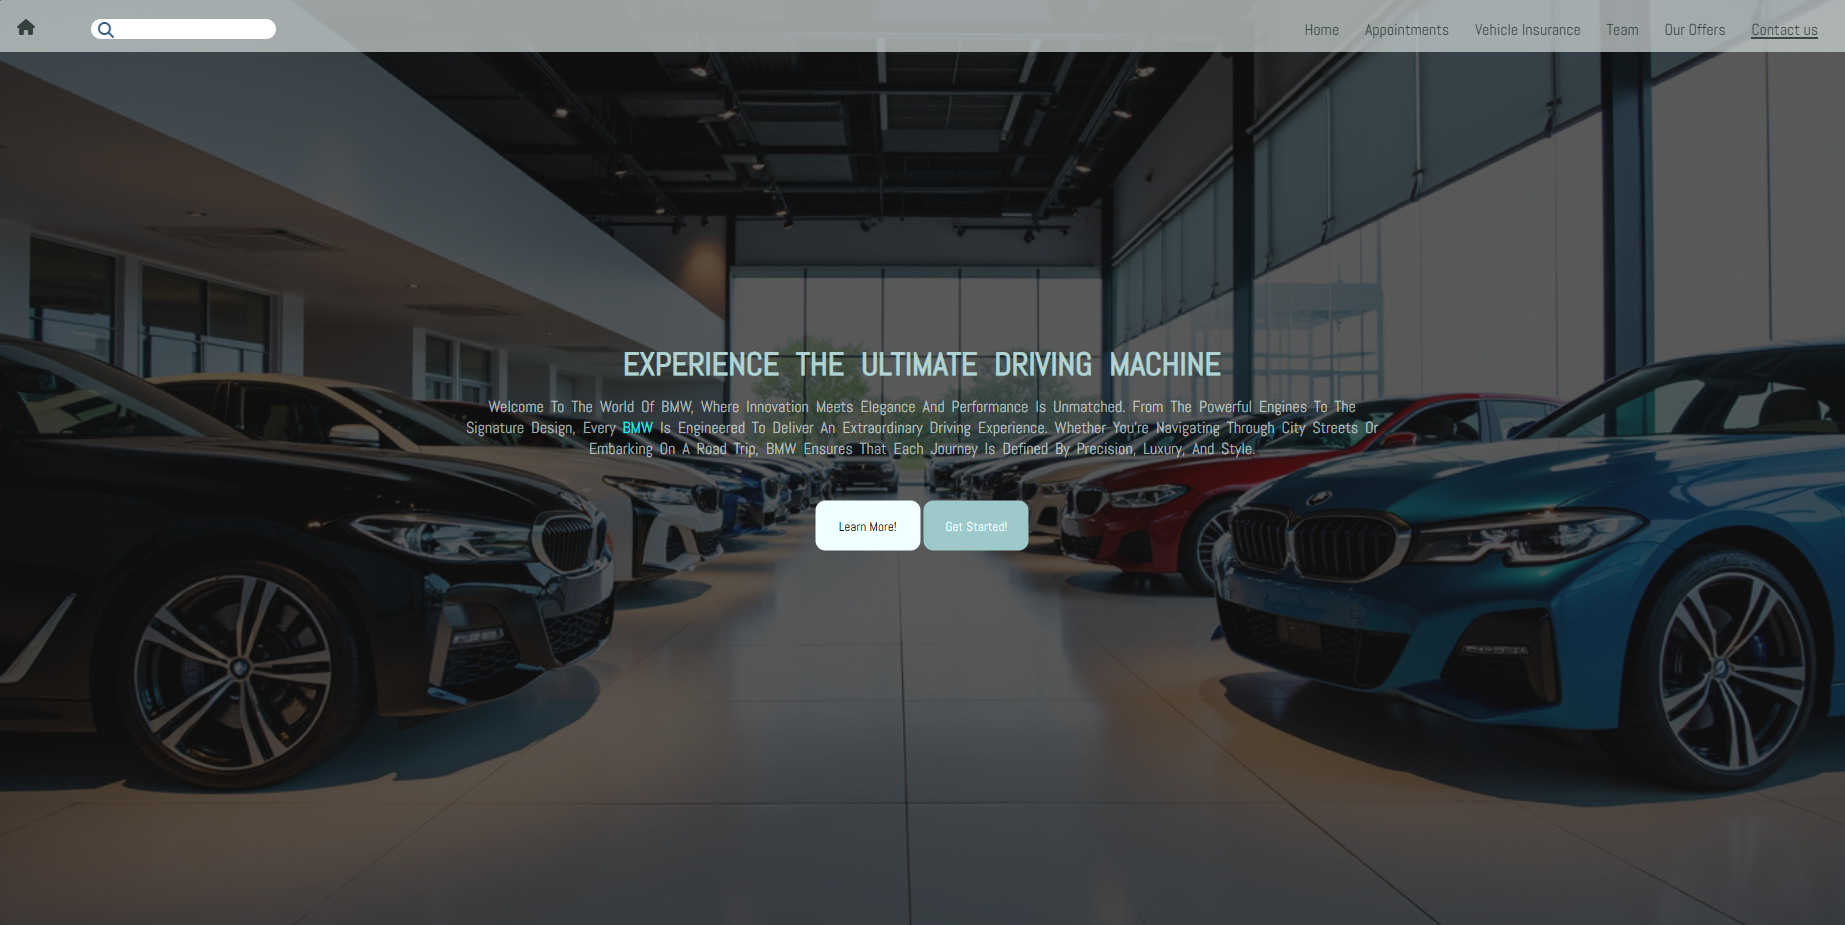 Home Appointments Vehicle Insurance Team Our Offers Contact us
EXPERIENCE THE ULTIMATE DRIVING MACHINE
Welcome To The World Of BMW, Where Innovation Meets Elegance And Performance Is Unmatched. From The Powerful Engines To The
Signature Design, Every BMW Is Engineered To Deliver An Extraordinary Driving Experience. Whether You're Navigating Through City Streets Or
Embarking On A Road Trip, BMW Ensures That Each Journey Is Defined By Precision, Luxury, And Style.
Learn More! Get Started!